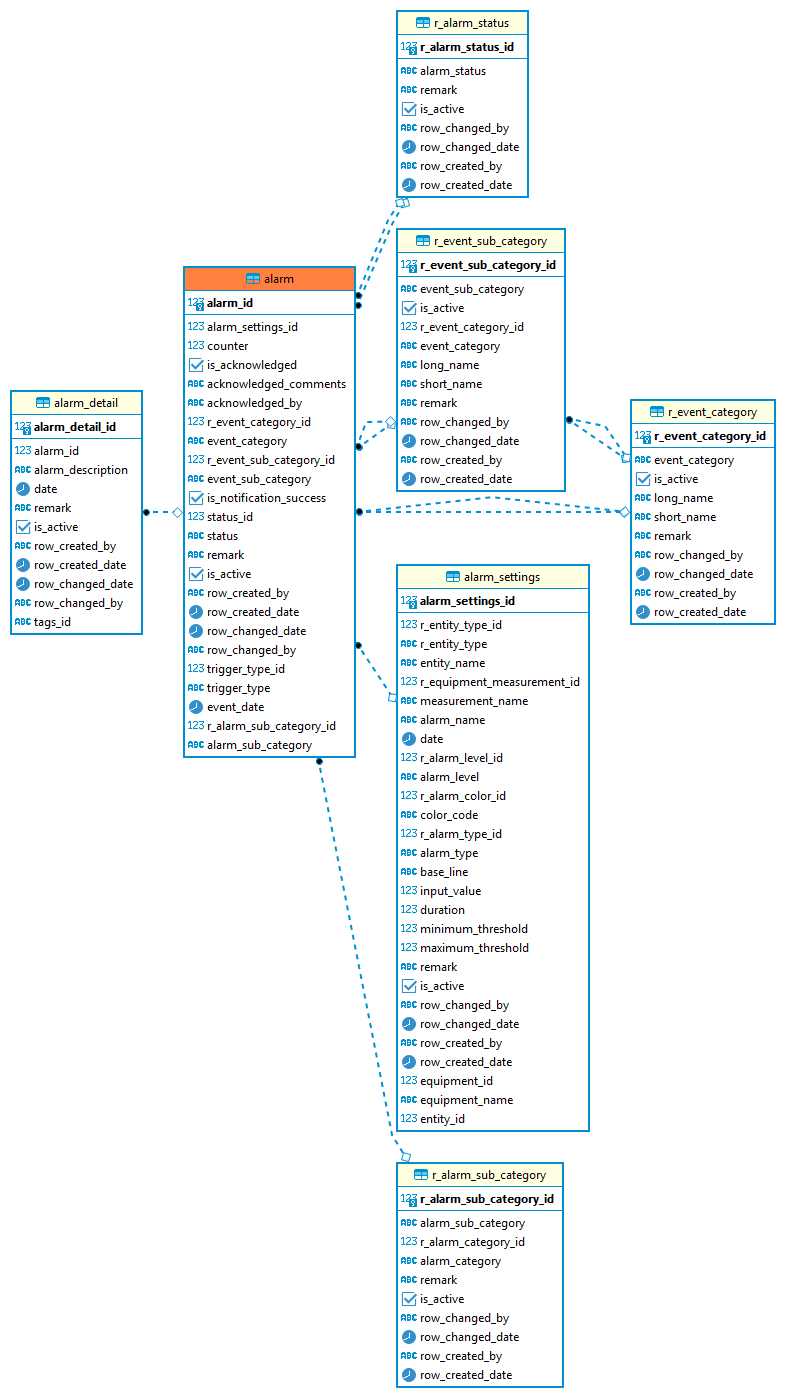 r_alarm_status
123 r_alarm_status_id
ABC alarm_status
ABC remark
is_active
ABC row_changed_by
row_changed_date
ABC row_created_by
row_created_date
r_event_sub_category
123 r_event_sub_category_id
ABC event_sub_category
is_active
123 r_event_category_id
ABC event_category
ABC long_name
ABC short_name
ABC remark
ABC row_changed_by
row_changed_date
ABC row_created_by
row_created_date
alarm
123 alarm_id
123 alarm_settings_id
123 counter
is_acknowledged
ABC acknowledged_comments
ABC acknowledged_by
123 r_event_category_id
ABC event_category
123 r_event_sub_category_id
ABC event_sub_category
is_notification_success
123 status_id
ABC status
ABC remark
is_active
ABC row_created_by
row_created_date
row_changed_date
ABC row_changed_by
123 trigger_type_id
ABC trigger_type
event_date
123 r_alarm_sub_category_id
ABC alarm_sub_category
alarm_detail
123 alarm_detail_id
123 alarm_id
ABC alarm_description
date
ABC remark
is_active
ABC row_created_by
row_created_date
row_changed_date
ABC row_changed_by
ABC tags_id
r_event_category
123 r_event_category_id
ABC event_category
is_active
ABC long_name
ABC short_name
ABC remark
ABC row_changed_by
row_changed_date
ABC row_created_by
row_created_date
alarm_settings
123 alarm_settings_id
123 r_entity_type_id
ABC r_entity_type
ABC entity_name
123 r_equipment_measurement_id
ABC measurement_name
ABC alarm_name
date
123 r_alarm_level_id
ABC alarm_level
123 r_alarm_color_id
ABC color_code
123 r_alarm_type_id
ABC alarm_type
ABC base_line
123 input_value
123 duration
123 minimum_threshold
123 maximum_threshold
ABC remark
is_active
ABC row_changed_by
row_changed_date
ABC row_created_by
row_created_date
123 equipment_id
ABC equipment_name
123 entity_id
r_alarm_sub_category
123 r_alarm_sub_category_id
ABC alarm_sub_category
123 r_alarm_category_id
ABC alarm_category
ABC remark
is_active
ABC row_changed_by
row_changed_date
ABC row_created_by
row_created_date